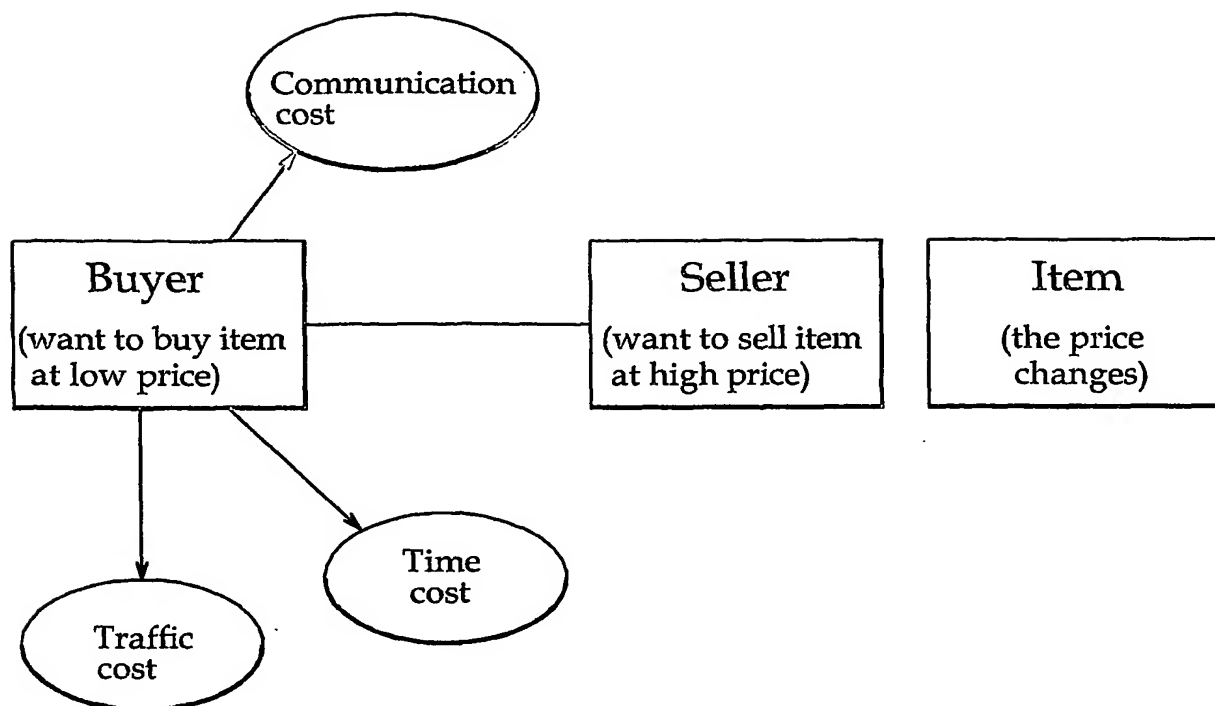 Communication
cost
Buyer
(want to buy item
at low price)
Seller
(want to sell item
at high price)
Item
(the price
changes)
Time
cost
Traffic
cost